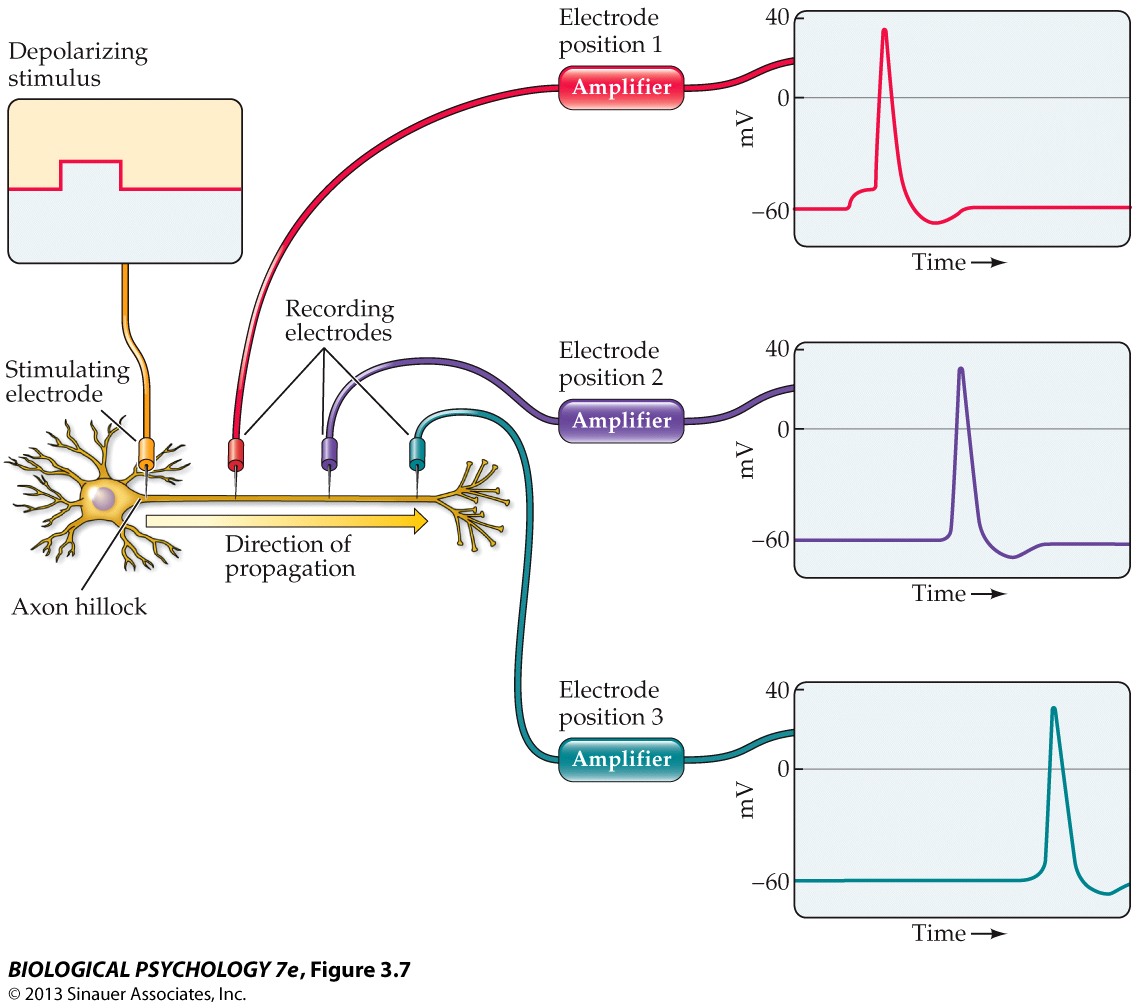 Depolarizing
stimulus
Stimulating
electrode
Axon hillock
Recording
electrodes
Direction of
propagation
Electrode
position 1
Amplifier
40
0
−60
mV
Time
Electrode
position 2
Amplifier
40
0
−60
mV
Time
Electrode
position 3
Amplifier
40
0
−60
mV
Time
BIOLOGICAL PSYCHOLOGY 7e, Figure 3.7
© 2013 Sinauer Associates, Inc.